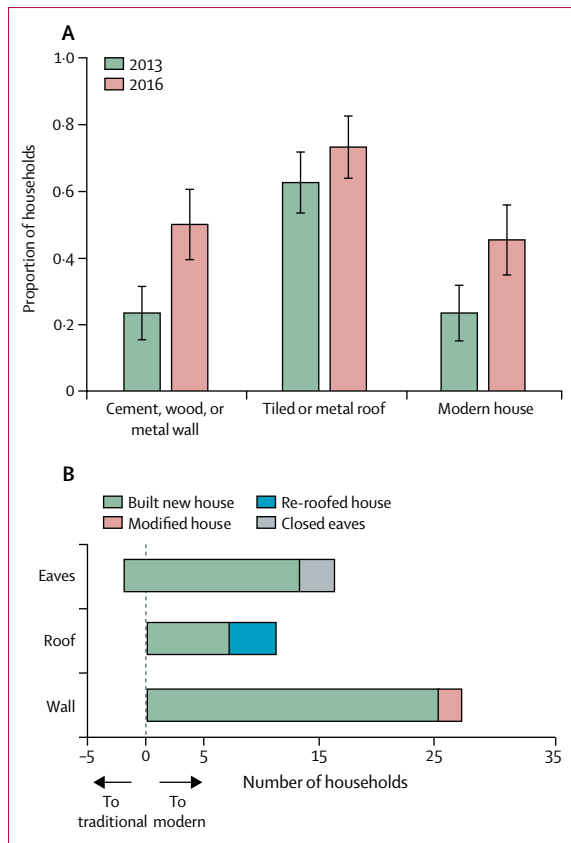 A
2013
2016
1·0
0·8
0·6
0·4
0·2
0
Proportion of households
Cement, wood, or
metal wall
Tiled or metal roof
Modern house
B
Built new house
Re-roofed house
Modified house
Closed eaves
Eaves
Roof
Wall
–5
0
5
15
25
35
Number of households
To
traditional
To
modern